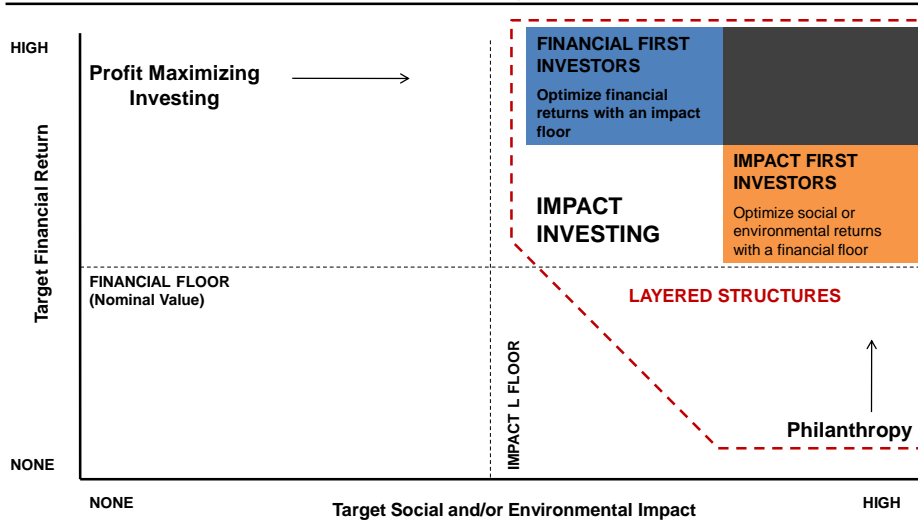 HIGH
Profit Maximizing
Investing
FINANCIAL FIRST
INVESTORS
Optimize financial
returns with an impact
floor
IMPACT FIRST
INVESTORS
Optimize social or
environmental returns
with a financial floor
IMPACT
INVESTING
Target Financial Return
FINANCIAL FLOOR
(Nominal Value)
LAYERED STRUCTURES
IMPACT L FLOOR
Philanthropy
NONE
NONE
Target Social and/or Environmental Impact
HIGH